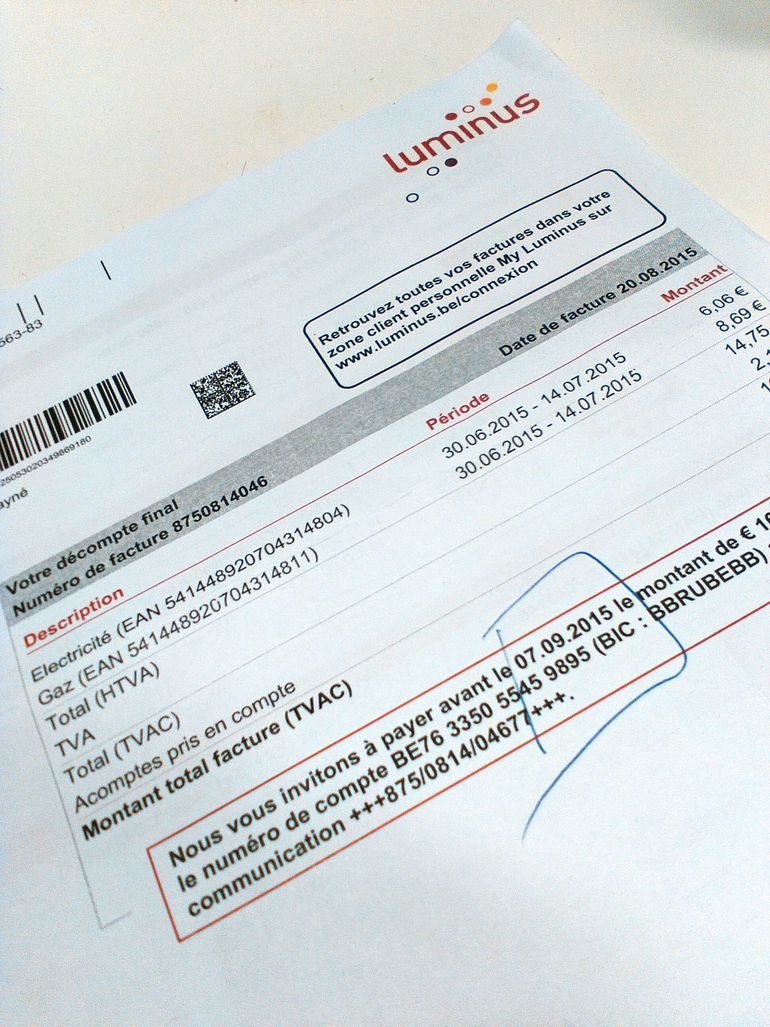 luminus
Retrouvez toutes vos factures dans votre
zone client personnelle My Luminus sur
www.luminus.be/connexion
563-83
25053020349869180
ayné
Votre décompte final
Numéro de facture 8750814046 Date de facture 20.08.2015
Description Période Montant
Electricité (EAN 541448920704314804) 30.06.2015 - 14.07.2015 6,06 €
Gaz (EAN 541448920704314811) 30.06.2015 - 14.07.2015 8,69 €
Total (HTVA) 14,75
TVA 2,
Total (TVAC)
Acomptes pris en compte
Montant total facture (TVAC)
Nous vous invitons à payer avant le 07.09.2015 le montant de €
le numéro de compte BE76 3350 5545 9895 (BIC : BBRUBEBB)
communication +++875/0814/04677+++.